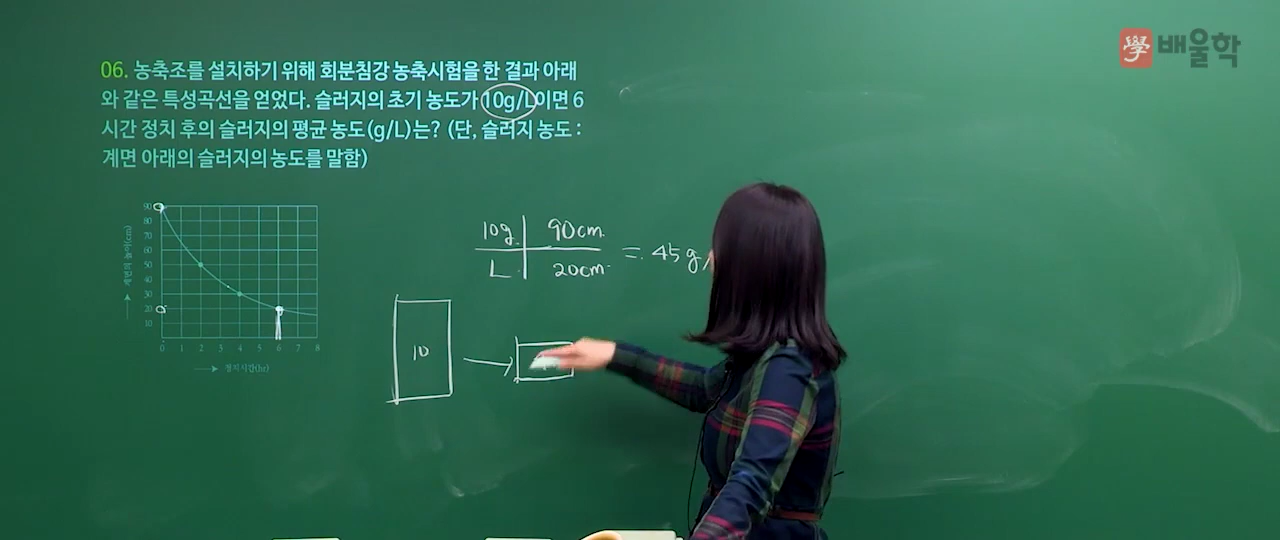 學 배울학
06. 농축조를 설치하기 위해 회분침강 농축시험을 한 결과 아래
와 같은 특성곡선을 얻었다. 슬러지의 초기 농도가 10g/L이면 6
시간 정치 후의 슬러지의 평균 농도(g/L)는? (단, 슬러지 농도 :
계면 아래의 슬러지의 농도를 말함)
계면의 높이(cm)
90
80
70
60
50
40
30
20
10
0 1 2 3 4 5 6 7 8
정치시간(hr)
10g 90cm
L 20cm
= 45g/
10